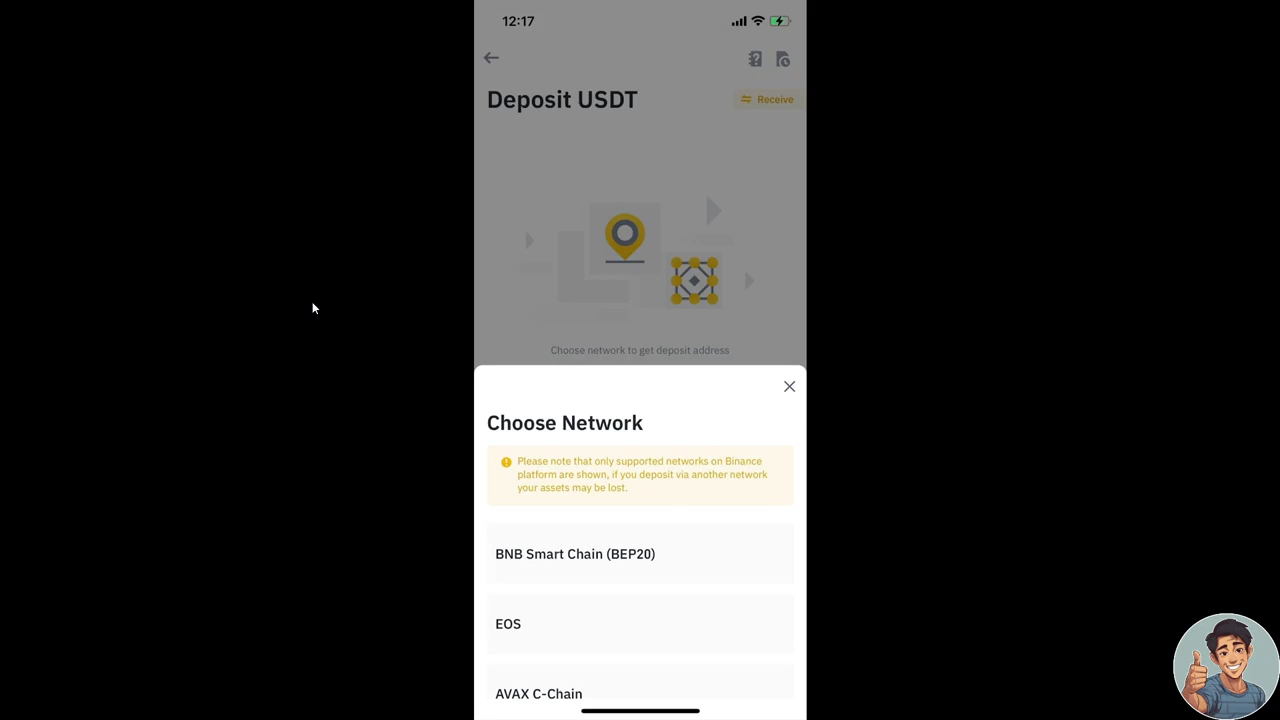 12:17
Deposit USDT
Receive
Choose network to get deposit address
Choose Network
Please note that only supported networks on Binance
platform are shown, if you deposit via another network
your assets may be lost.
BNB Smart Chain (BEP20)
EOS
AVAX C-Chain